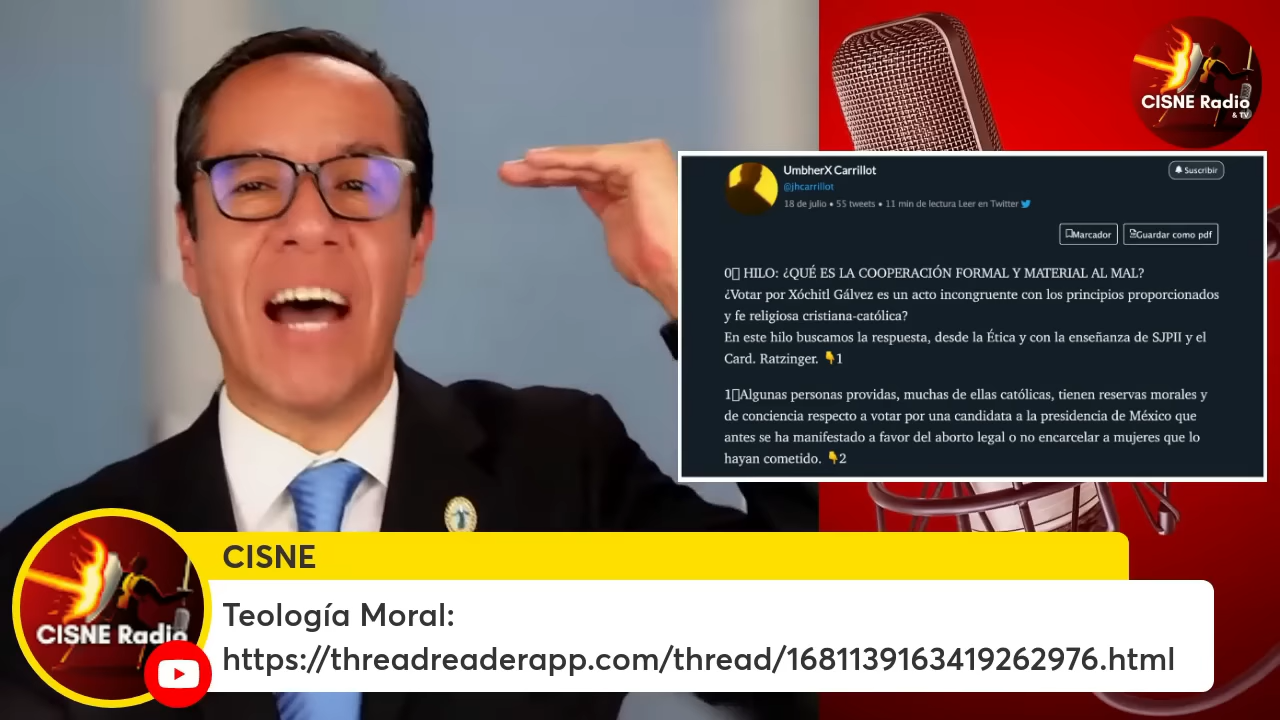 CISNE Radio
& TV
UmbherX Carrillot
Suscribir
@jhcarrillot
18 de julio • 55 tweets • 11 min de lectura Leer en Twitter
Marcador
Guardar como pdf
0 HILO: ¿QUÉ ES LA COOPERACIÓN FORMAL Y MATERIAL AL MAL?
¿Votar por Xóchitl Gálvez es un acto incongruente con los principios proporcionados
y fe religiosa cristiana-católica?
En este hilo buscamos la respuesta, desde la Ética y con la enseñanza de SJPII y el
Card. Ratzinger. 👇1
1 Algunas personas providas, muchas de ellas católicas, tienen reservas morales y
de conciencia respecto a votar por una candidata a la presidencia de México que
antes se ha manifestado a favor del aborto legal o no encarcelar a mujeres que lo
hayan cometido. 👇2
CISNE
CISNE Radio
Teología Moral:
https://threadreaderapp.com/thread/1681139163419262976.html